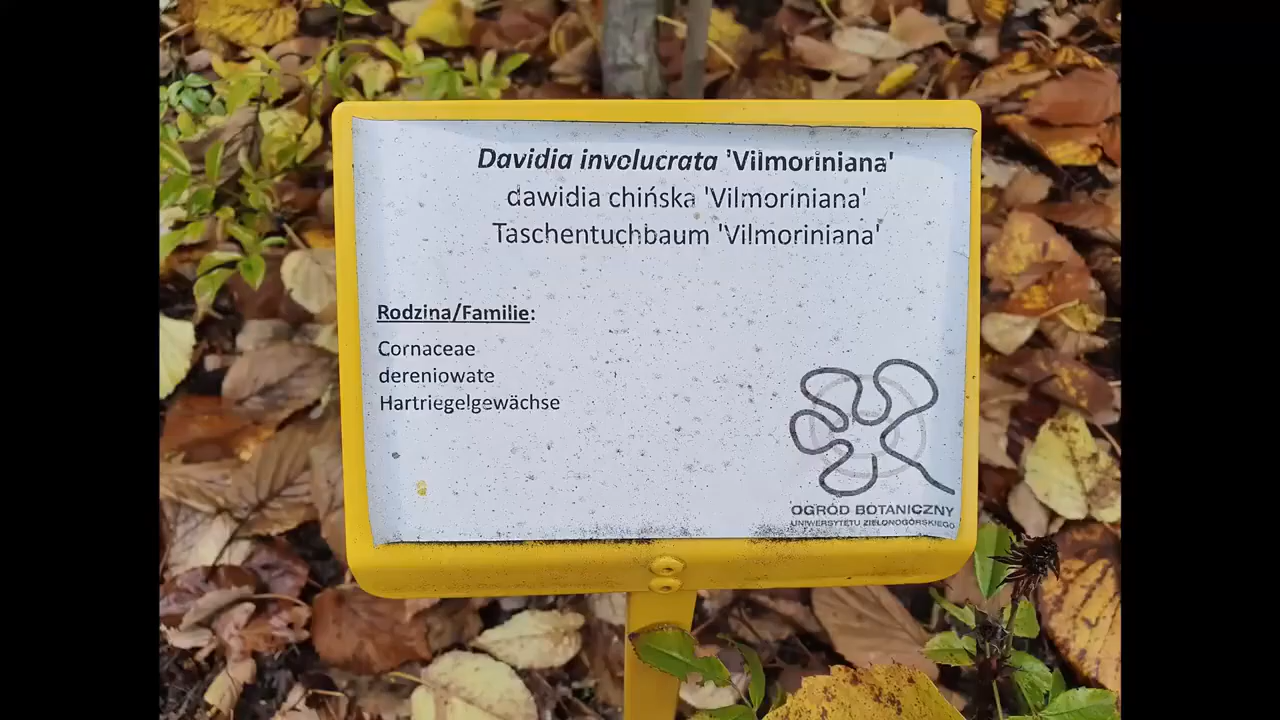 Davidia involucrata 'Vilmoriniana'
dawidia chińska 'Vilmoriniana'
Taschentuchbaum 'Vilmoriniana'
Rodzina/Familie:
Cornaceae
dereniowate
Hartriegelgewächse
OGRÓD BOTANICZNY
UNIWERSYTETU ZIELONOGÓRSKIEGO